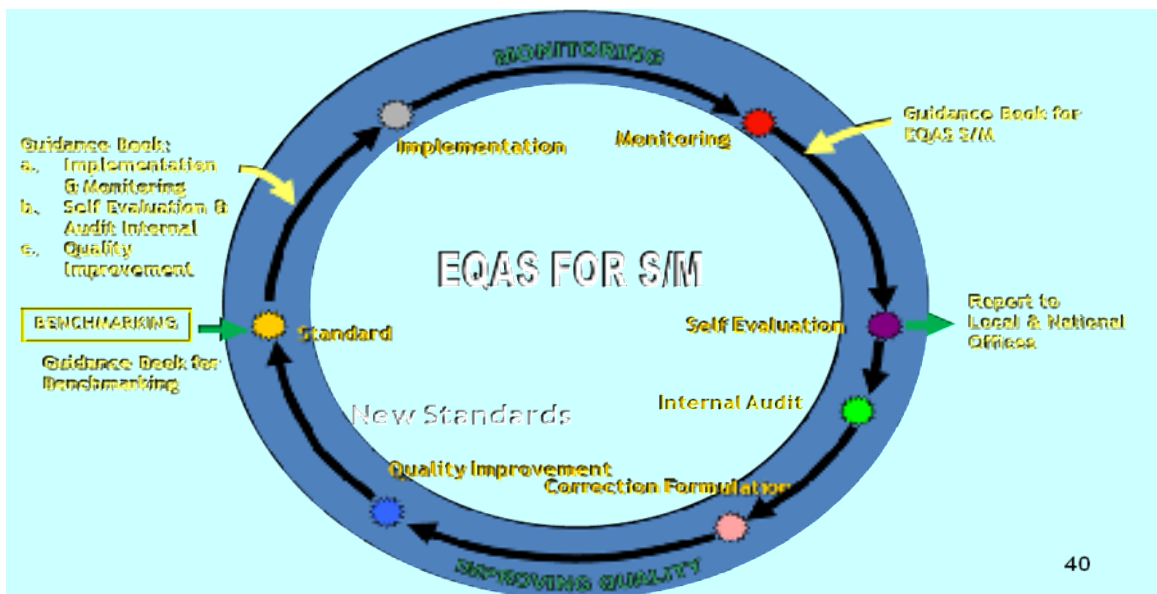 MONITORING
Guidance Book:
a. Implementation
& Monitoring
b. Self Evaluation &
Audit Internal
c. Quality
Improvement
Implementation
Monitoring
Guidance Book for
EQAS S/M
EQAS FOR S/M
BENCHMARKING
Standard
Self Evaluation
Report to
Local & National
Offices
Guidance Book for
Benchmarking
Internal Audit
New Standards
Quality Improvement
Correction Formulation
IMPROVING QUALITY
40